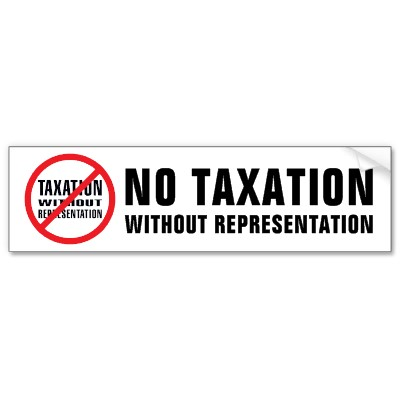 TAXATION
WITHOUT
REPRESENTATION
NO TAXATION
WITHOUT REPRESENTATION